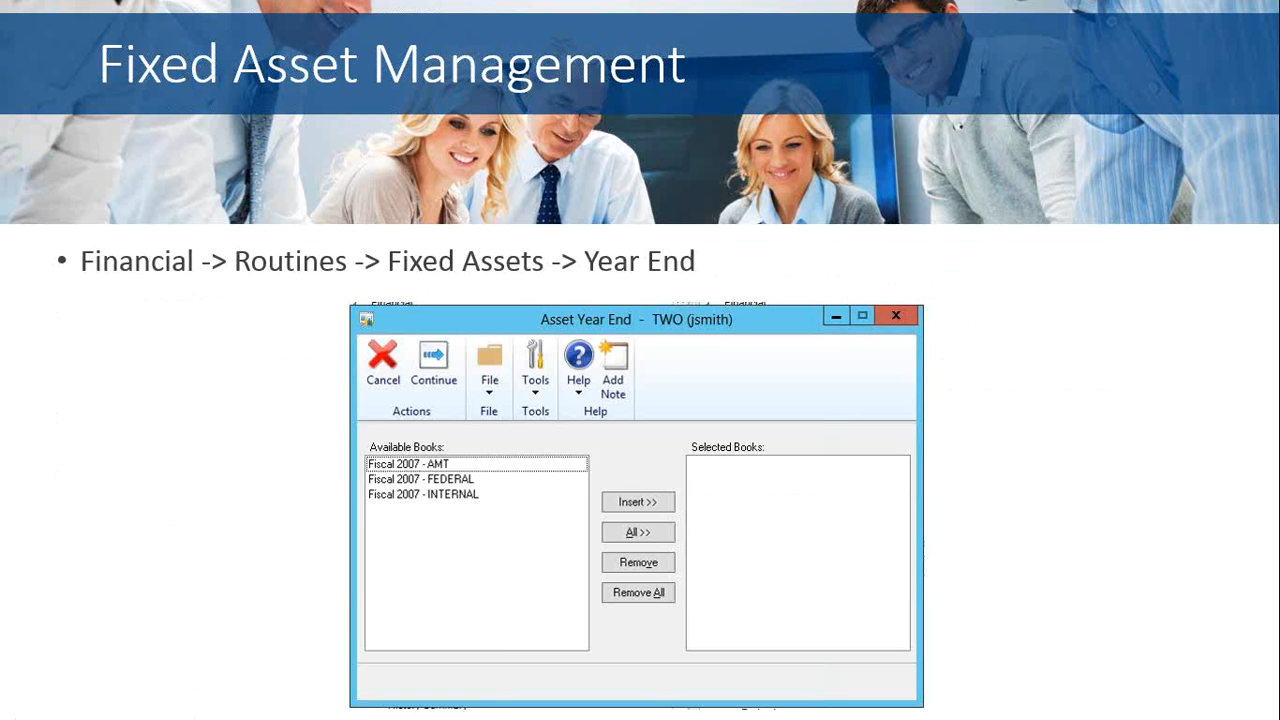 Fixed Asset Management
• Financial -> Routines -> Fixed Assets -> Year End
Asset Year End - TWO (jsmith)
Cancel Continue File Tools Help Add Note
Actions File Tools Help
Available Books: Selected Books:
Fiscal 2007 - AMT
Fiscal 2007 - FEDERAL
Fiscal 2007 - INTERNAL
Insert >>
All >>
Remove
Remove All